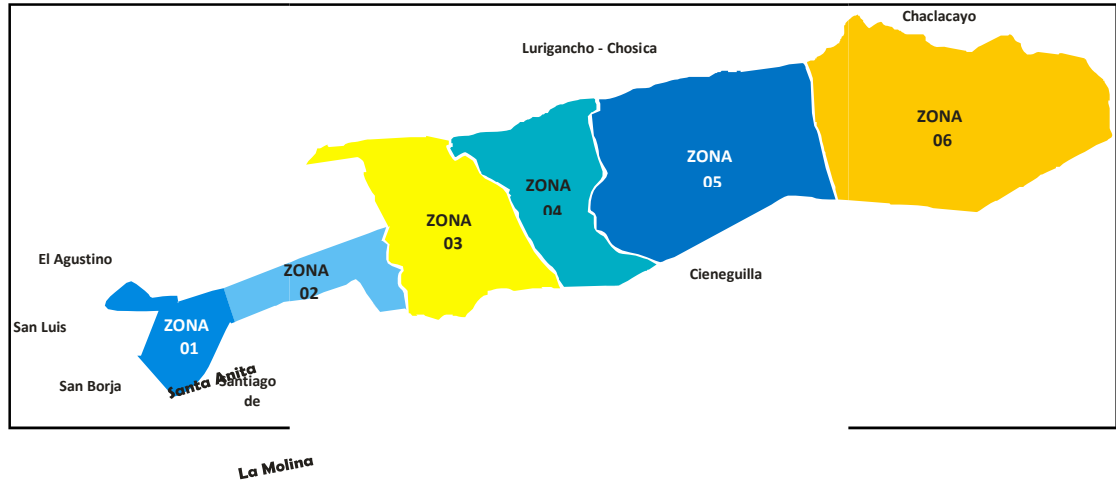 Chaclacayo
Lurigancho - Chosica
ZONA
06
ZONA
05
ZONA
04
ZONA
03
El Agustino
ZONA
02
Cieneguilla
San Luis
ZONA
01
San Borja
Santa Anita
Santiago
de
La Molina